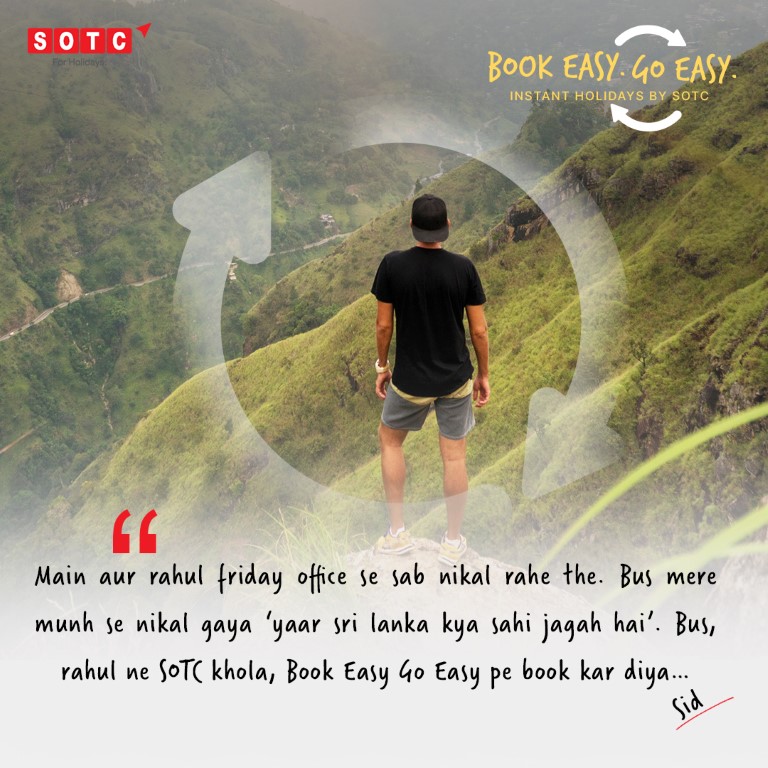 SOTC
For Holidays
BOOK EASY. GO EASY.
INSTANT HOLIDAYS BY SOTC
“
Main aur rahul friday office se sab nikal rahe the. Bus mere
munh se nikal gaya ‘yaar sri lanka kya sahi jagah hai’. Bus,
rahul ne SOTC khola, Book Easy Go Easy pe book kar diya...
Sid